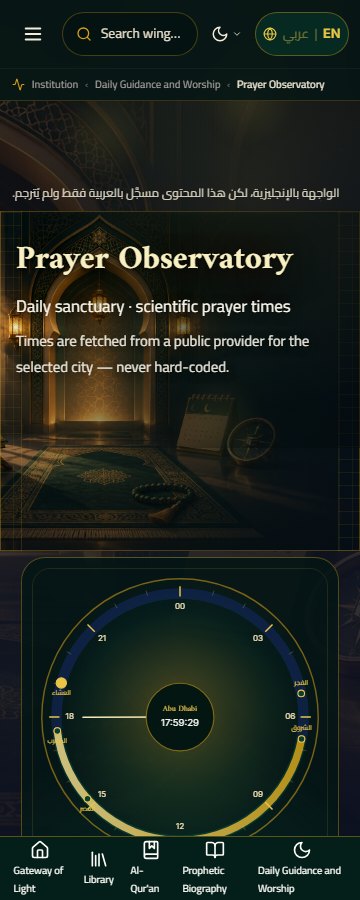 Search wing...
عربي | EN
Institution ‹ Daily Guidance and Worship ‹ Prayer Observatory
الواجهة بالإنجليزية، لكن هذا المحتوى مسجَّل بالعربية فقط ولم يُترجم.
Prayer Observatory
Daily sanctuary · scientific prayer times
Times are fetched from a public provider for the
selected city — never hard-coded.
00
21
03
العشاء
الفجر
Abu Dhabi
17:59:29
18
06
الشروق
15
09
12
Gateway of
Light
Library
Al-
Qur'an
Prophetic
Biography
Daily Guidance and
Worship